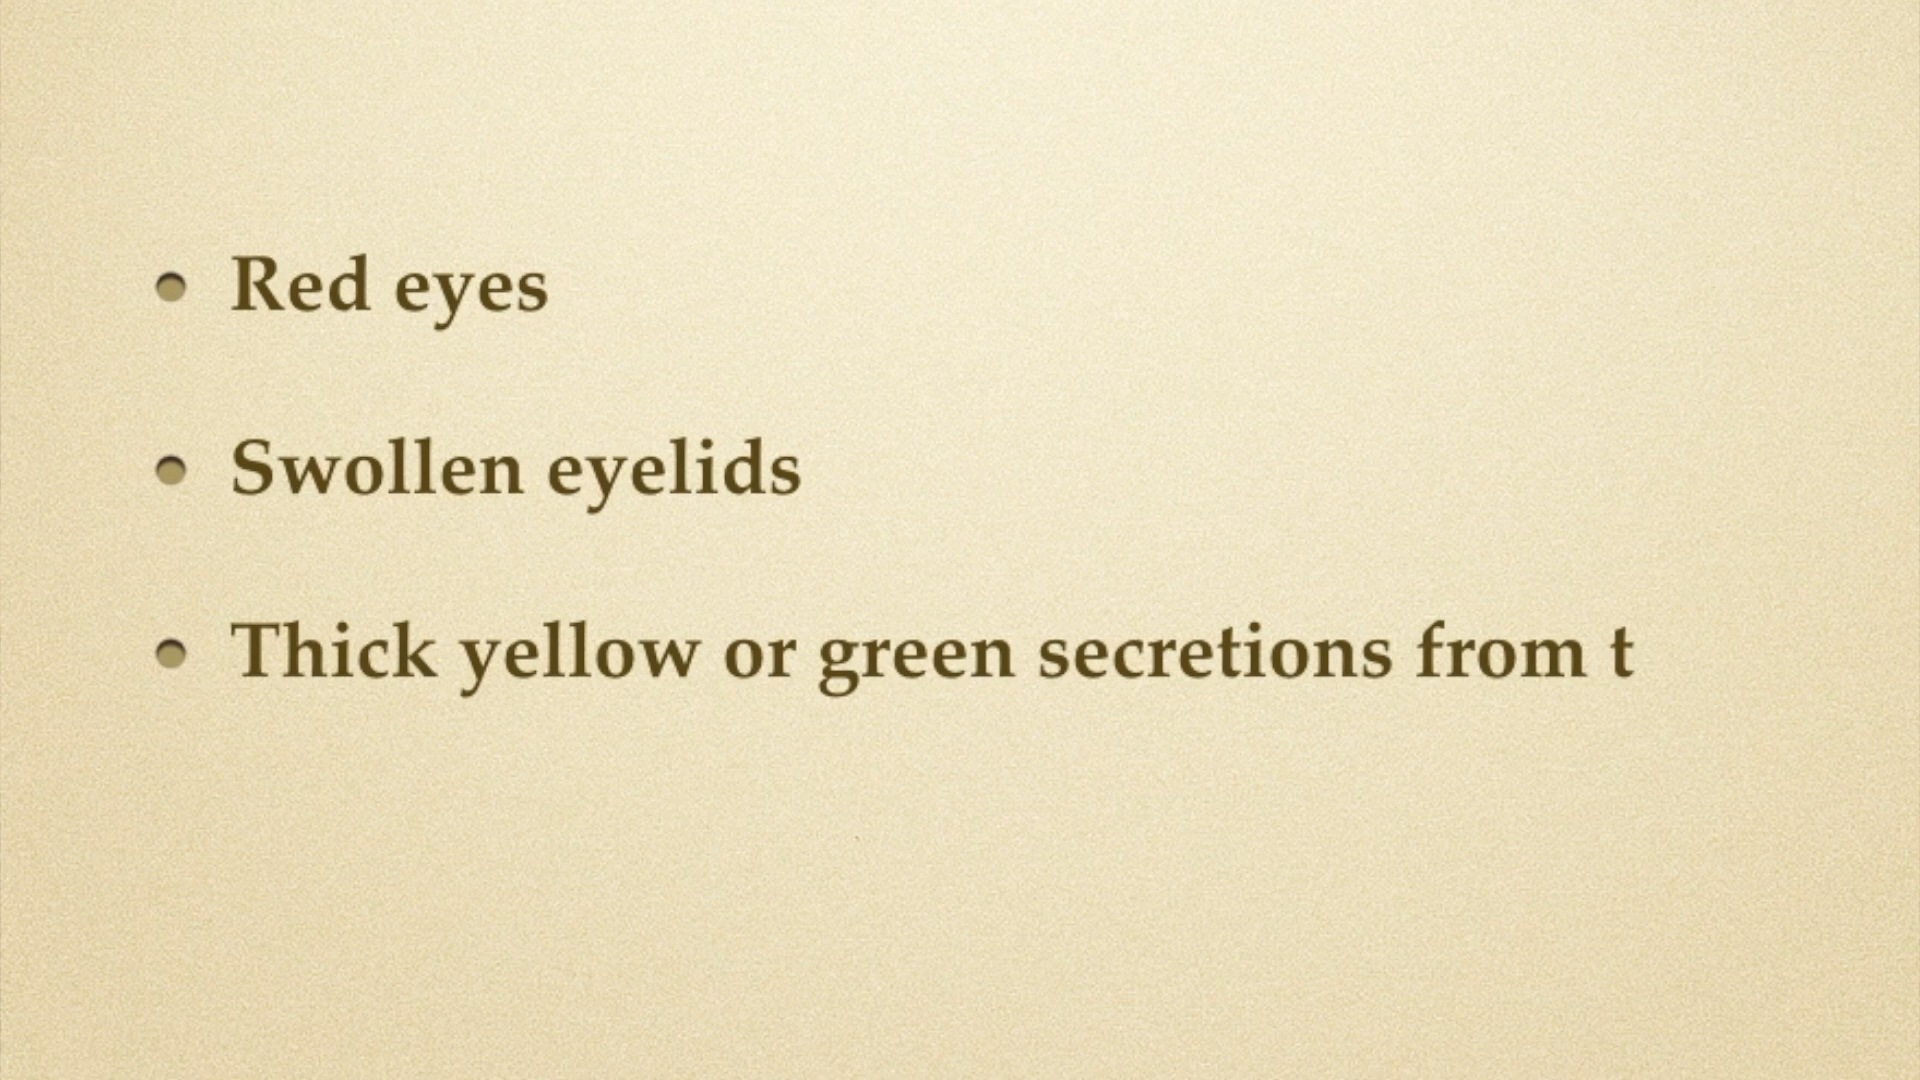 • Red eyes
• Swollen eyelids
• Thick yellow or green secretions from t